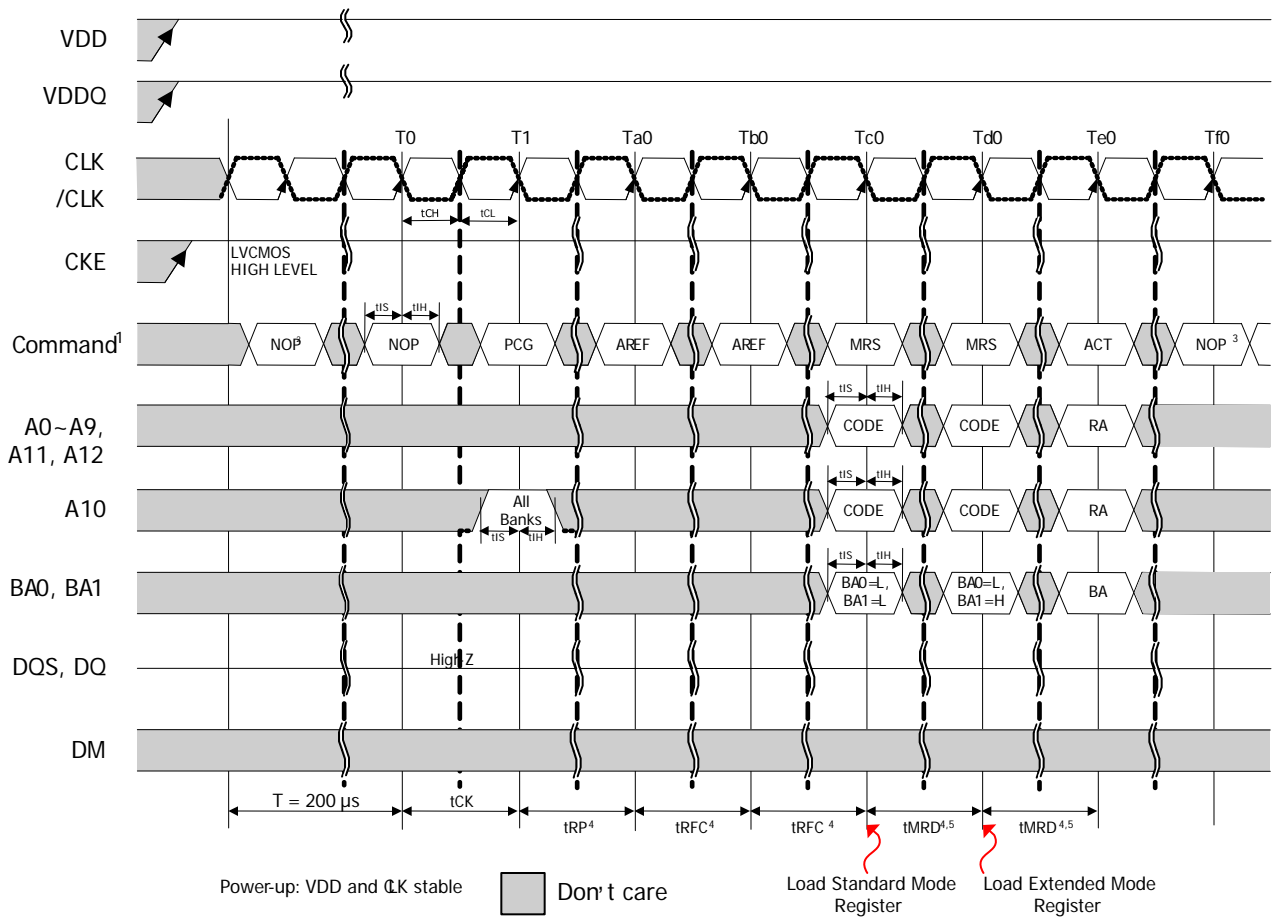 VDD
VDDQ
T0 T1 Ta0 Tb0 Tc0 Td0 Te0 Tf0
CLK
/CLK
tCH tCL
CKE
LVCMOS
HIGH LEVEL
tIS tIH
Command1
NOP3 NOP PCG AREF AREF MRS MRS ACT NOP 3
tIS tIH
A0~A9,
A11, A12
CODE CODE RA
tIS tIH
A10
All
Banks
tIS tIH
CODE CODE RA
tIS tIH
BA0, BA1
BA0=L,
BA1=L
BA0=L,
BA1=H
BA
DQS, DQ
High-Z
DM
T = 200 µs tCK
tRP4 tRFC4 tRFC 4 tMRD4,5 tMRD4,5
Power-up: VDD and CLK stable
Don't care
Load Standard Mode
Register
Load Extended Mode
Register